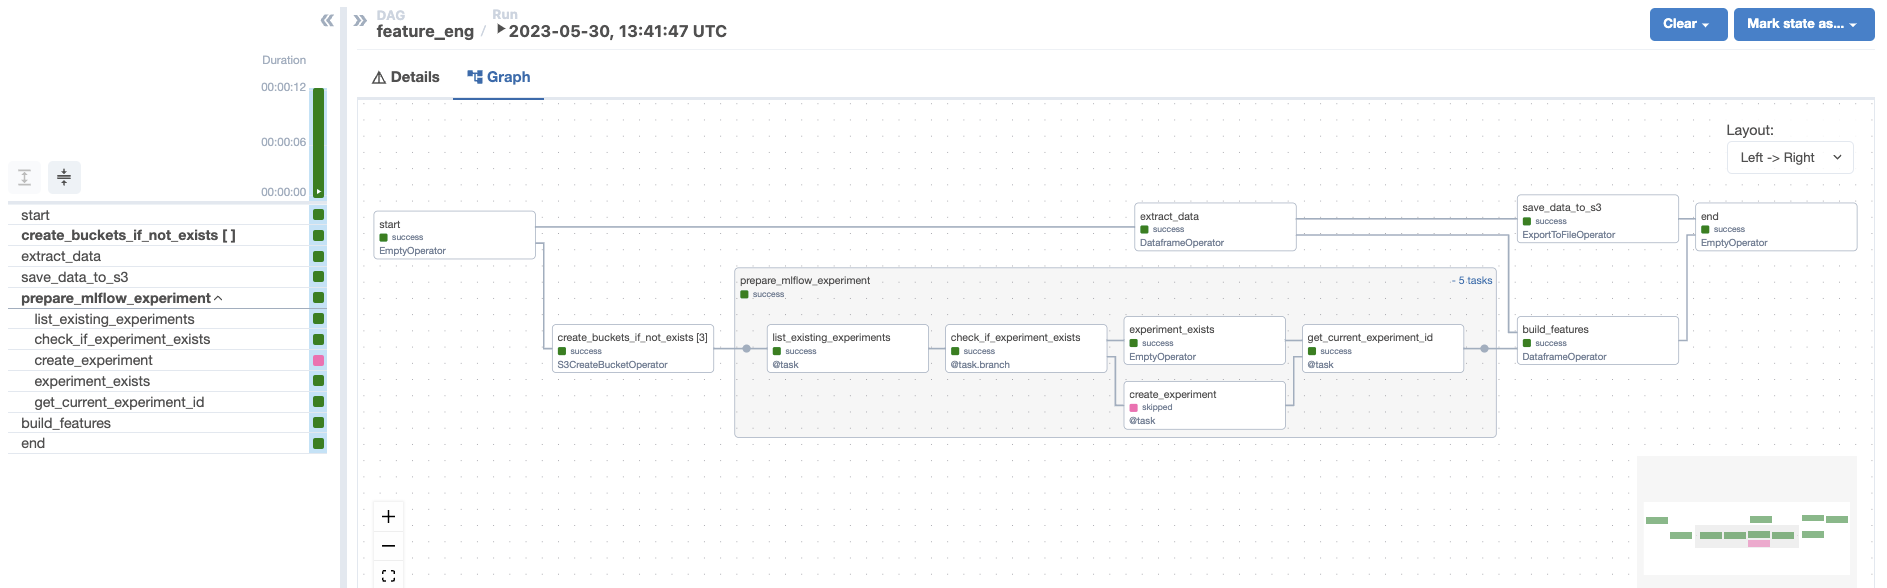 DAG
feature_eng / Run
2023-05-30, 13:41:47 UTC
Clear
Mark state as...
Details
Graph
Duration
00:00:12
00:00:06
00:00:00
start
create_buckets_if_not_exists [ ]
extract_data
save_data_to_s3
prepare_mlflow_experiment
list_existing_experiments
check_if_experiment_exists
create_experiment
experiment_exists
get_current_experiment_id
build_features
end
Layout:
Left -> Right
start
success
EmptyOperator
extract_data
success
DataframeOperator
save_data_to_s3
success
ExportToFileOperator
end
success
EmptyOperator
prepare_mlflow_experiment
success
- 5 tasks
create_buckets_if_not_exists [3]
success
S3CreateBucketOperator
list_existing_experiments
success
@task
check_if_experiment_exists
success
@task.branch
experiment_exists
success
EmptyOperator
create_experiment
skipped
@task
get_current_experiment_id
success
@task
build_features
success
DataframeOperator